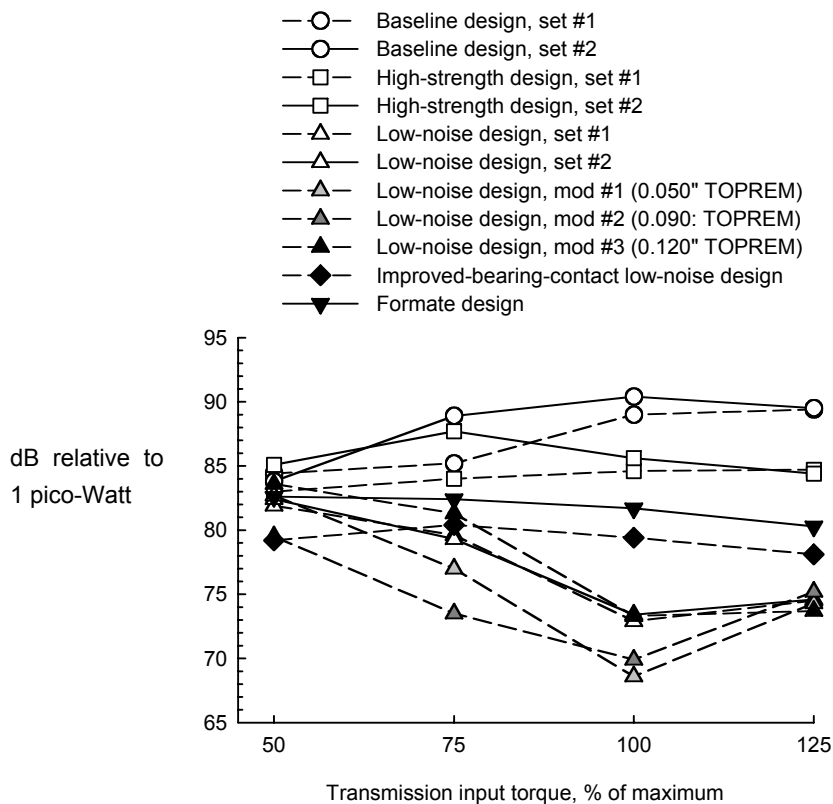 Baseline design, set #1
Baseline design, set #2
High-strength design, set #1
High-strength design, set #2
Low-noise design, set #1
Low-noise design, set #2
Low-noise design, mod #1 (0.050" TOPREM)
Low-noise design, mod #2 (0.090: TOPREM)
Low-noise design, mod #3 (0.120" TOPREM)
Improved-bearing-contact low-noise design
Formate design
95
90
85
80
75
70
65
dB relative to
1 pico-Watt
50 75 100 125
Transmission input torque, % of maximum